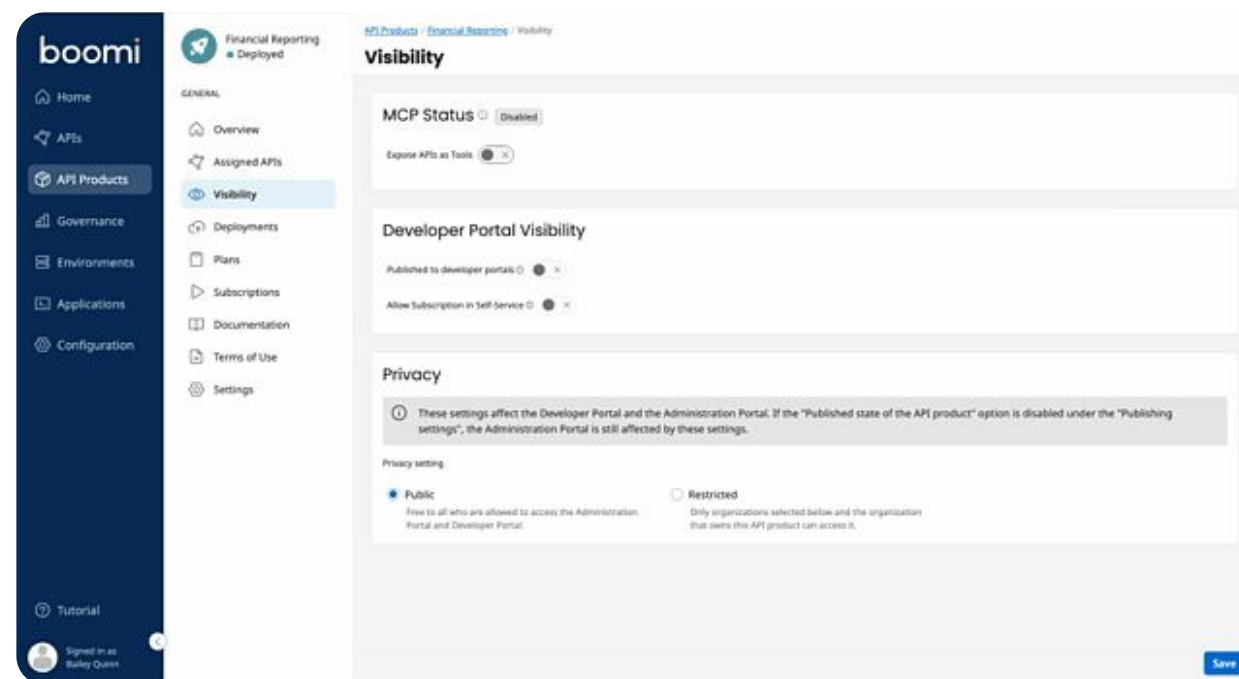 boomi
Home
APIs
API Products
Governance
Environments
Applications
Configuration
Tutorial
Signed in as
Bailey Quinn
Financial Reporting
Deployed
GENERAL
Overview
Assigned APIs
Visibility
Deployments
Plans
Subscriptions
Documentation
Terms of Use
Settings
API Products / Financial Reporting / Visibility
Visibility
MCP Status Disabled
Expose APIs as Tools
Developer Portal Visibility
Published to developer portals
Allow Subscription in Self-Service
Privacy
These settings affect the Developer Portal and the Administration Portal. If the "Published state of the API product" option is disabled under the "Publishing
settings", the Administration Portal is still affected by these settings.
Privacy setting
Public
Free to all who are allowed to access the Administration
Portal and Developer Portal.
Restricted
Only organizations selected below and the organization
that owns this API product can access it.
Save